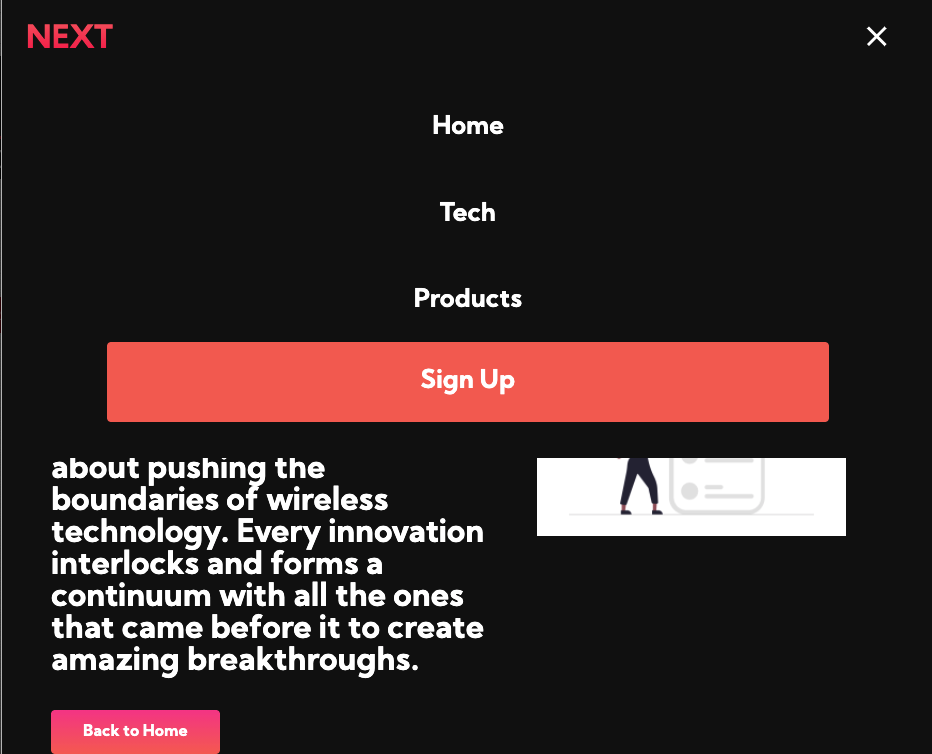 NEXT
Home
Tech
Products
Sign Up
about pushing the
boundaries of wireless
technology. Every innovation
interlocks and forms a
continuum with all the ones
that came before it to create
amazing breakthroughs.
Back to Home